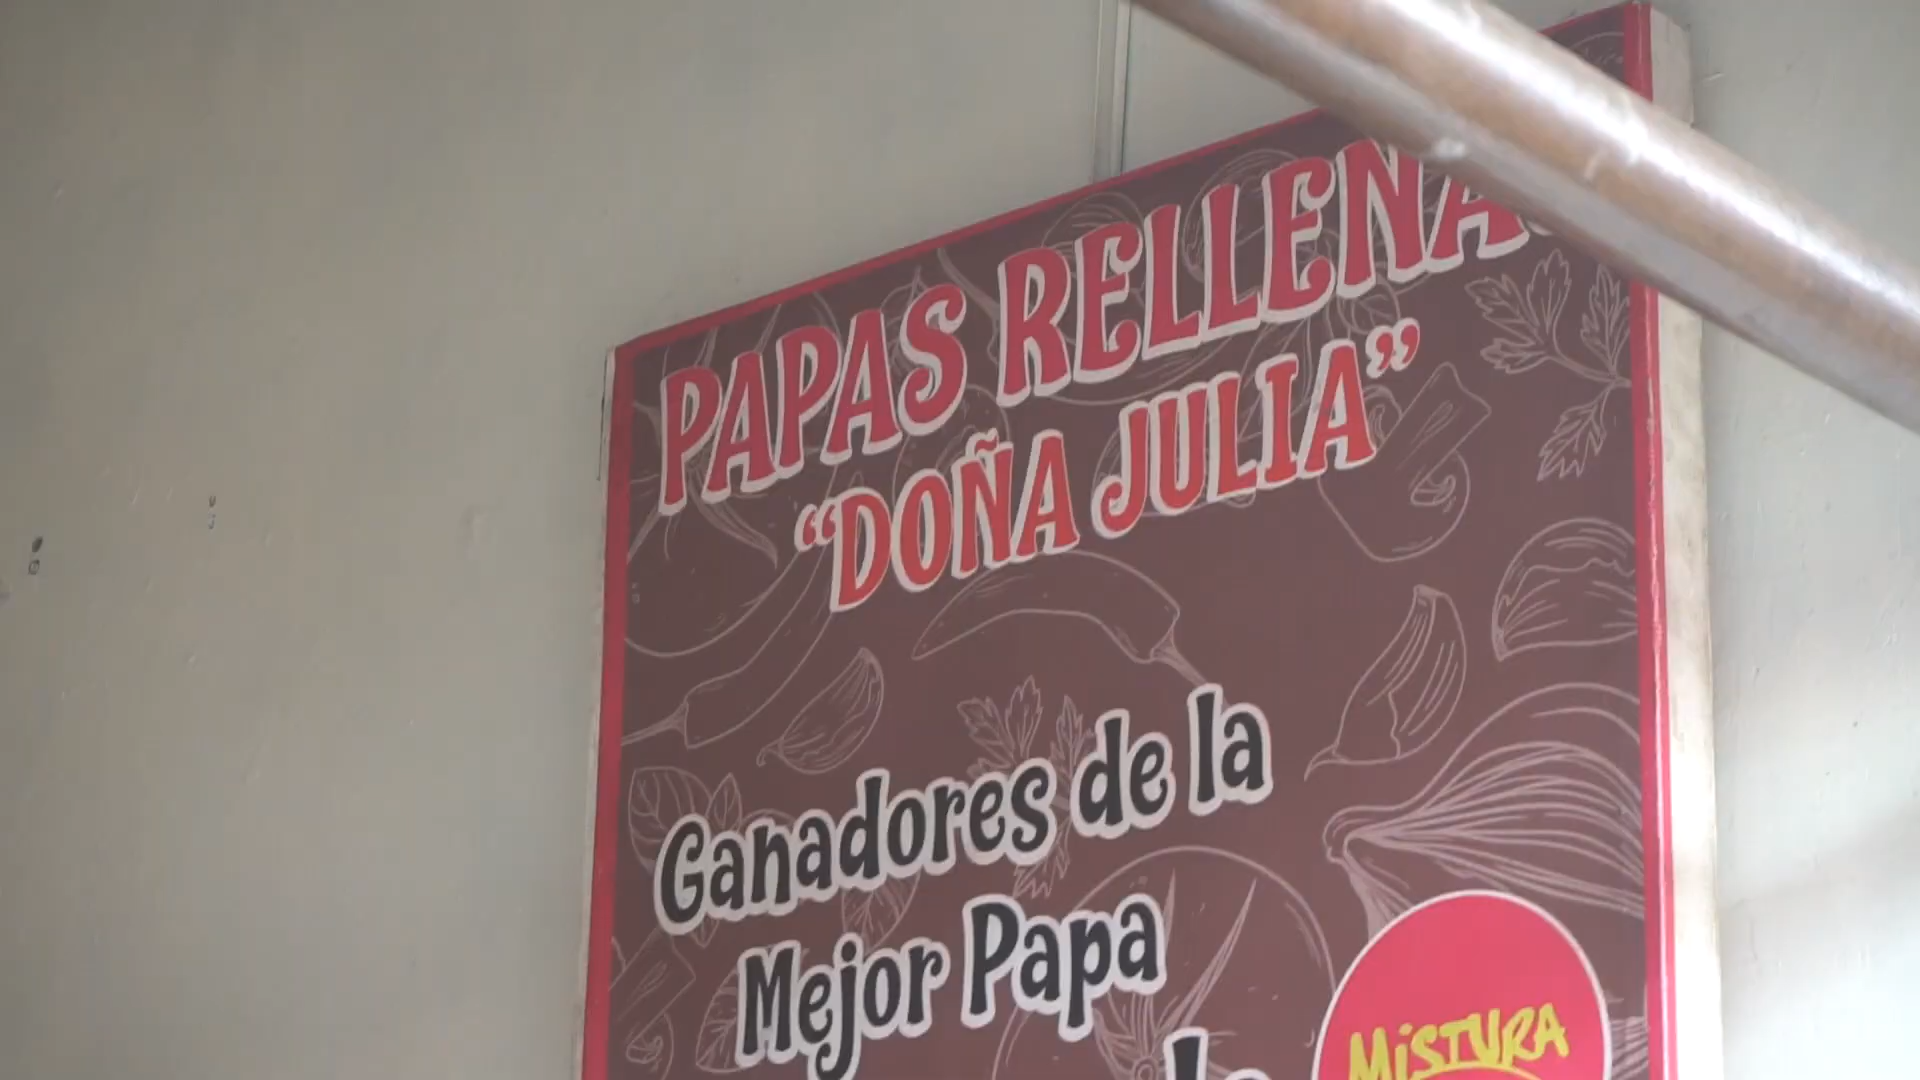 PAPAS RELLENA
“DOÑA JULIA”
Ganadores de la
Mejor Papa
MiSTURA